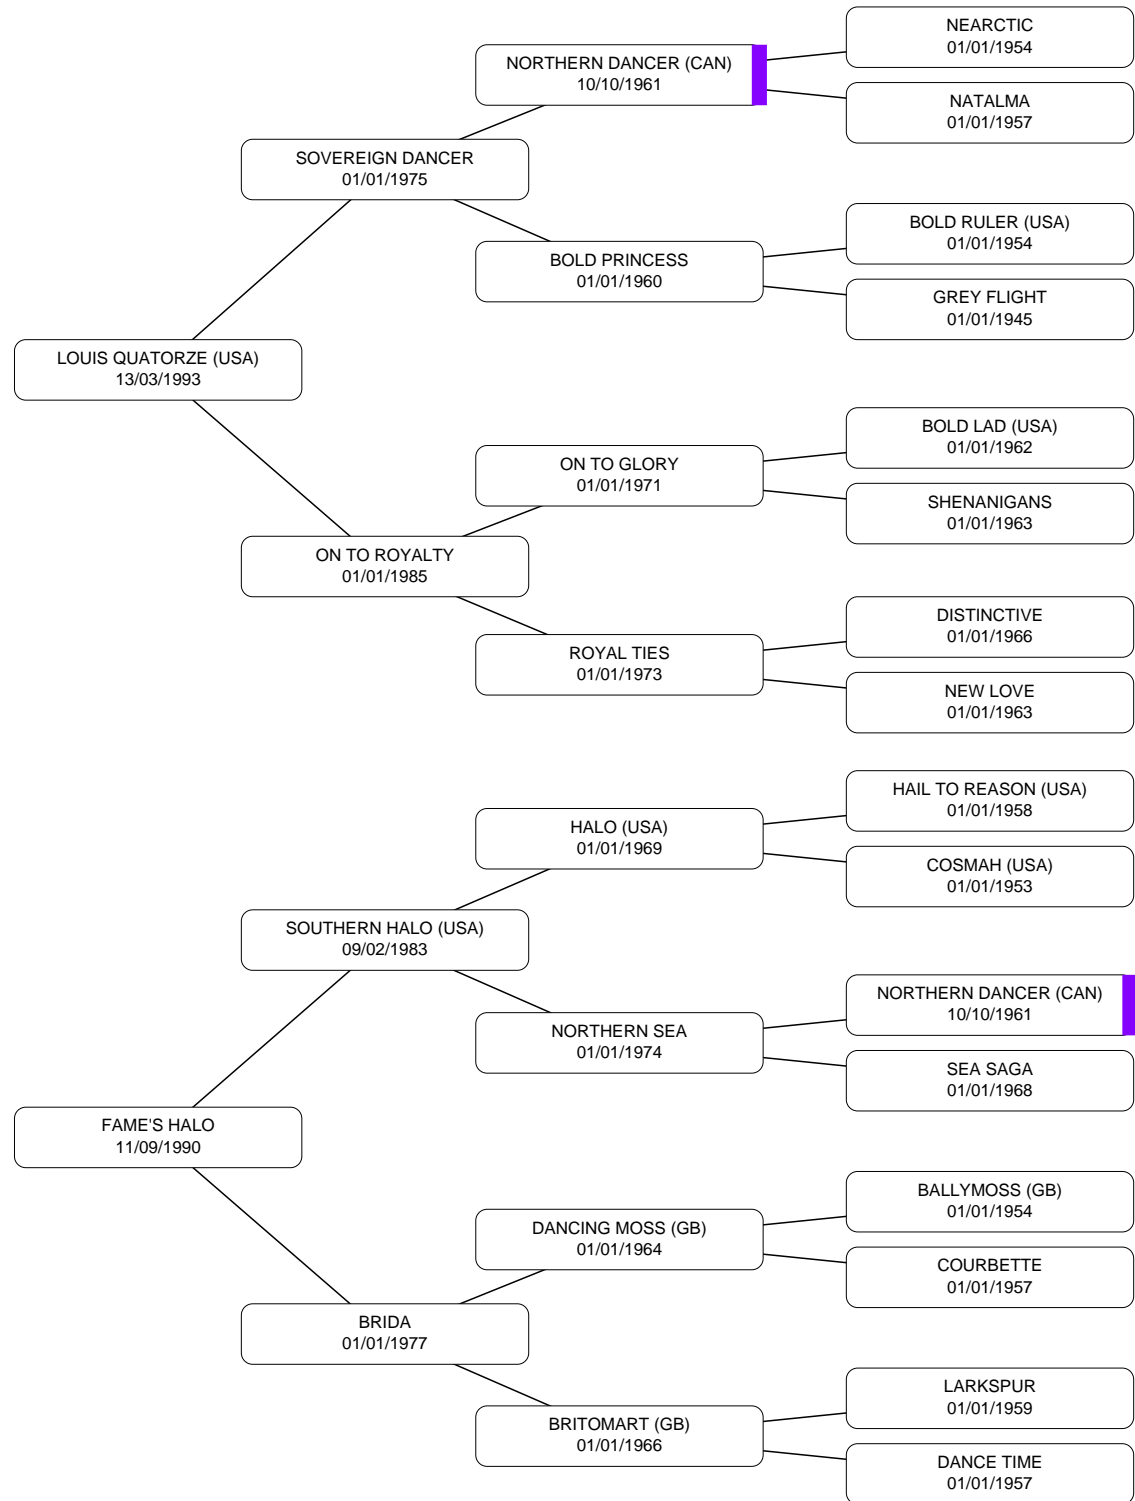 NEARCTIC
01/01/1954
NORTHERN DANCER (CAN)
10/10/1961
NATALMA
01/01/1957
SOVEREIGN DANCER
01/01/1975
BOLD RULER (USA)
01/01/1954
BOLD PRINCESS
01/01/1960
GREY FLIGHT
01/01/1945
LOUIS QUATORZE (USA)
13/03/1993
BOLD LAD (USA)
01/01/1962
ON TO GLORY
01/01/1971
SHENANIGANS
01/01/1963
ON TO ROYALTY
01/01/1985
DISTINCTIVE
01/01/1966
ROYAL TIES
01/01/1973
NEW LOVE
01/01/1963
HAIL TO REASON (USA)
01/01/1958
HALO (USA)
01/01/1969
COSMAH (USA)
01/01/1953
SOUTHERN HALO (USA)
09/02/1983
NORTHERN DANCER (CAN)
10/10/1961
NORTHERN SEA
01/01/1974
SEA SAGA
01/01/1968
FAME'S HALO
11/09/1990
BALLYMOSS (GB)
01/01/1954
DANCING MOSS (GB)
01/01/1964
COURBETTE
01/01/1957
BRIDA
01/01/1977
LARKSPUR
01/01/1959
BRITOMART (GB)
01/01/1966
DANCE TIME
01/01/1957